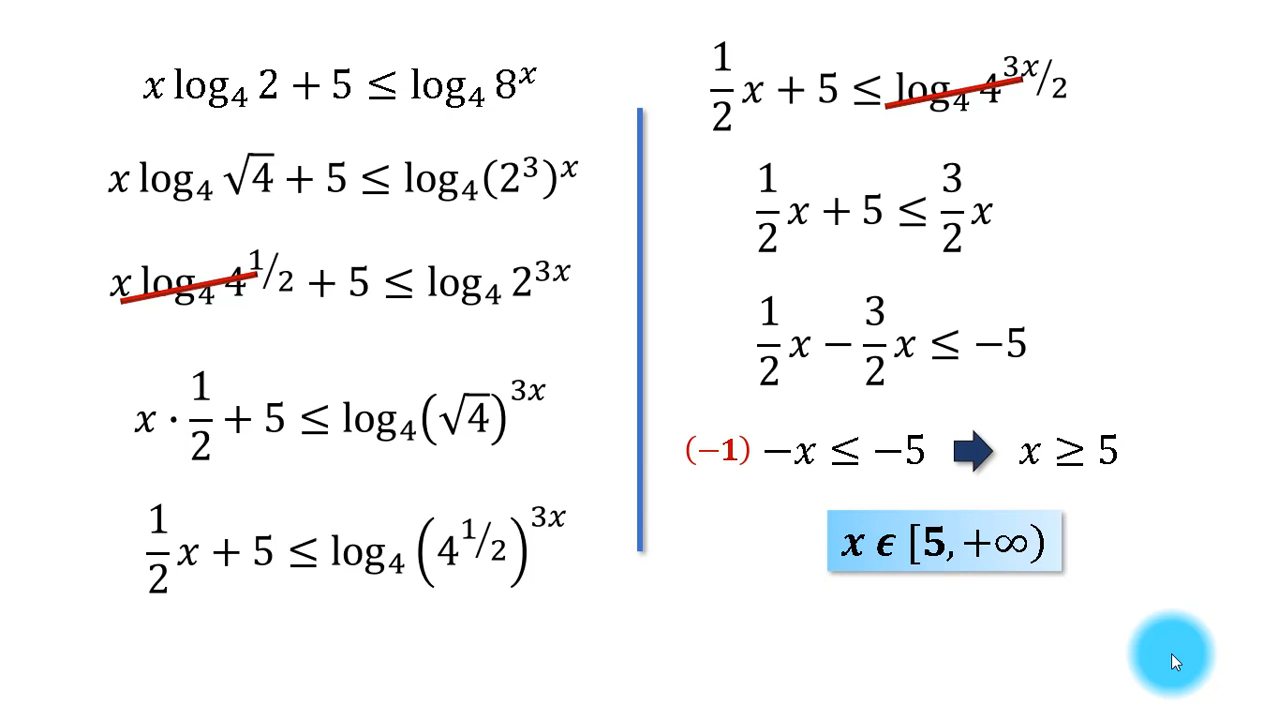 x log₄ 2 + 5 ≤ log₄ 8ˣ
x log₄ √4 + 5 ≤ log₄(2³)ˣ
x log₄ 4^(1/2) + 5 ≤ log₄ 2³ˣ
x · 1/2 + 5 ≤ log₄(√4)³ˣ
1/2 x + 5 ≤ log₄ (4^(1/2))³ˣ
1/2 x + 5 ≤ log₄ 4^(3x/2)
1/2 x + 5 ≤ 3/2 x
1/2 x − 3/2 x ≤ −5
(−1) −x ≤ −5 x ≥ 5
x ϵ [5, +∞)